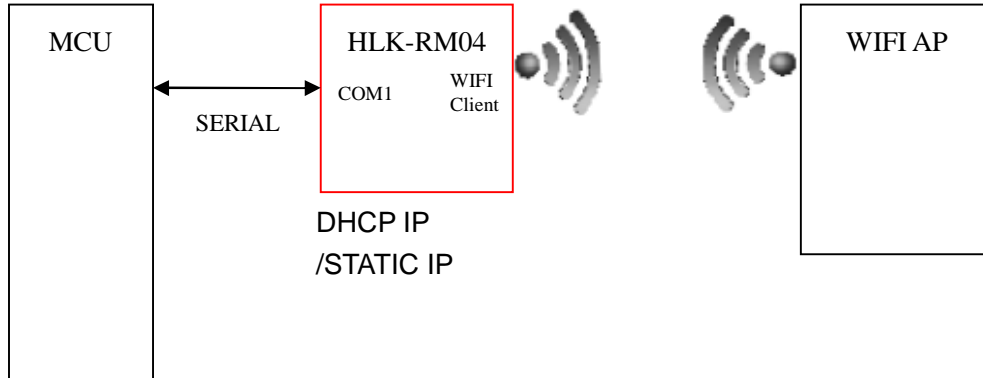 MCU
HLK-RM04
WIFI AP
COM1
WIFI
Client
SERIAL
DHCP IP
/STATIC IP